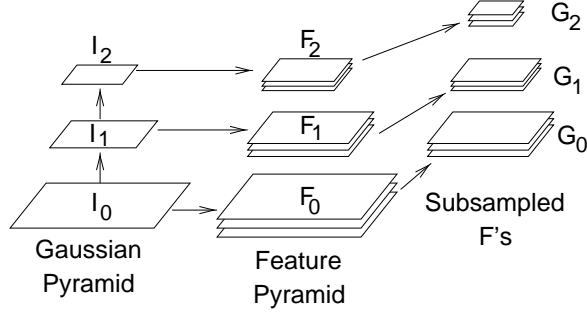 I2 F2 G2
I1 F1 G1
I0 F0 G0
Gaussian
Pyramid
Feature
Pyramid
Subsampled
F's